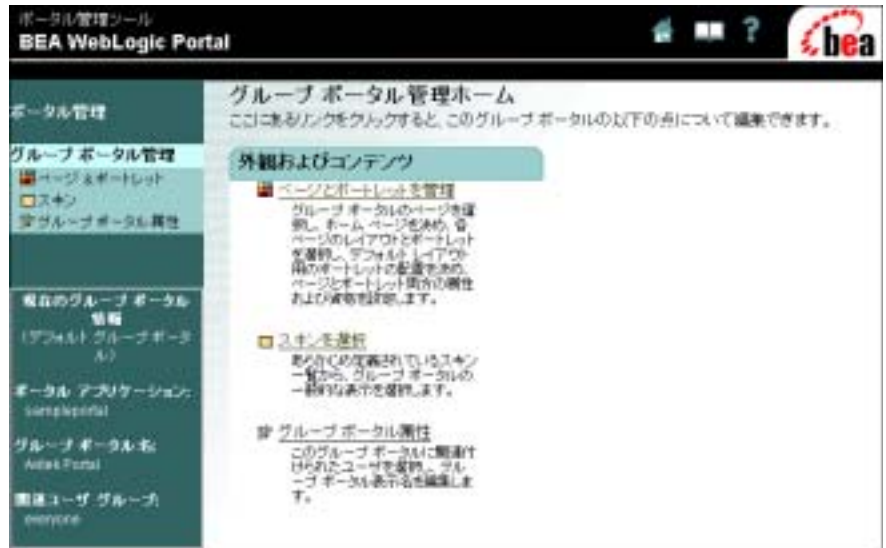 ポータル管理ツール
BEA WebLogic Portal
?
bea
ポータル管理
グループ ポータル管理
ページ & ポートレット
スキン
グループ ポータル属性
現在のグループ ポータル
情報
(デフォルト グループ ポータ
ル)
ポータル アプリケーション:
sampleportal
グループ ポータル名:
Avitek Portal
関連ユーザ グループ:
everyone
グループ ポータル管理ホーム
ここにあるリンクをクリックすると、このグループ ポータルの以下の点について編集できます。
外観およびコンテンツ
ページとポートレットを管理
グループ ポータルのページを選
択し、ホーム ページを決め、各
ページのレイアウトとポートレット
を選択し、デフォルト レイアウト
用のポートレットの配置を決め、
ページとポートレット両方の属性
および資格を設定します。
スキンを選択
あらかじめ定義されているスキン
一覧から、グループ ポータルの
一般的な表示を選択します。
グループ ポータル属性
このグループ ポータルに関連付
けられたユーザを選択し、グル
ープ ポータル表示名を編集しま
す。